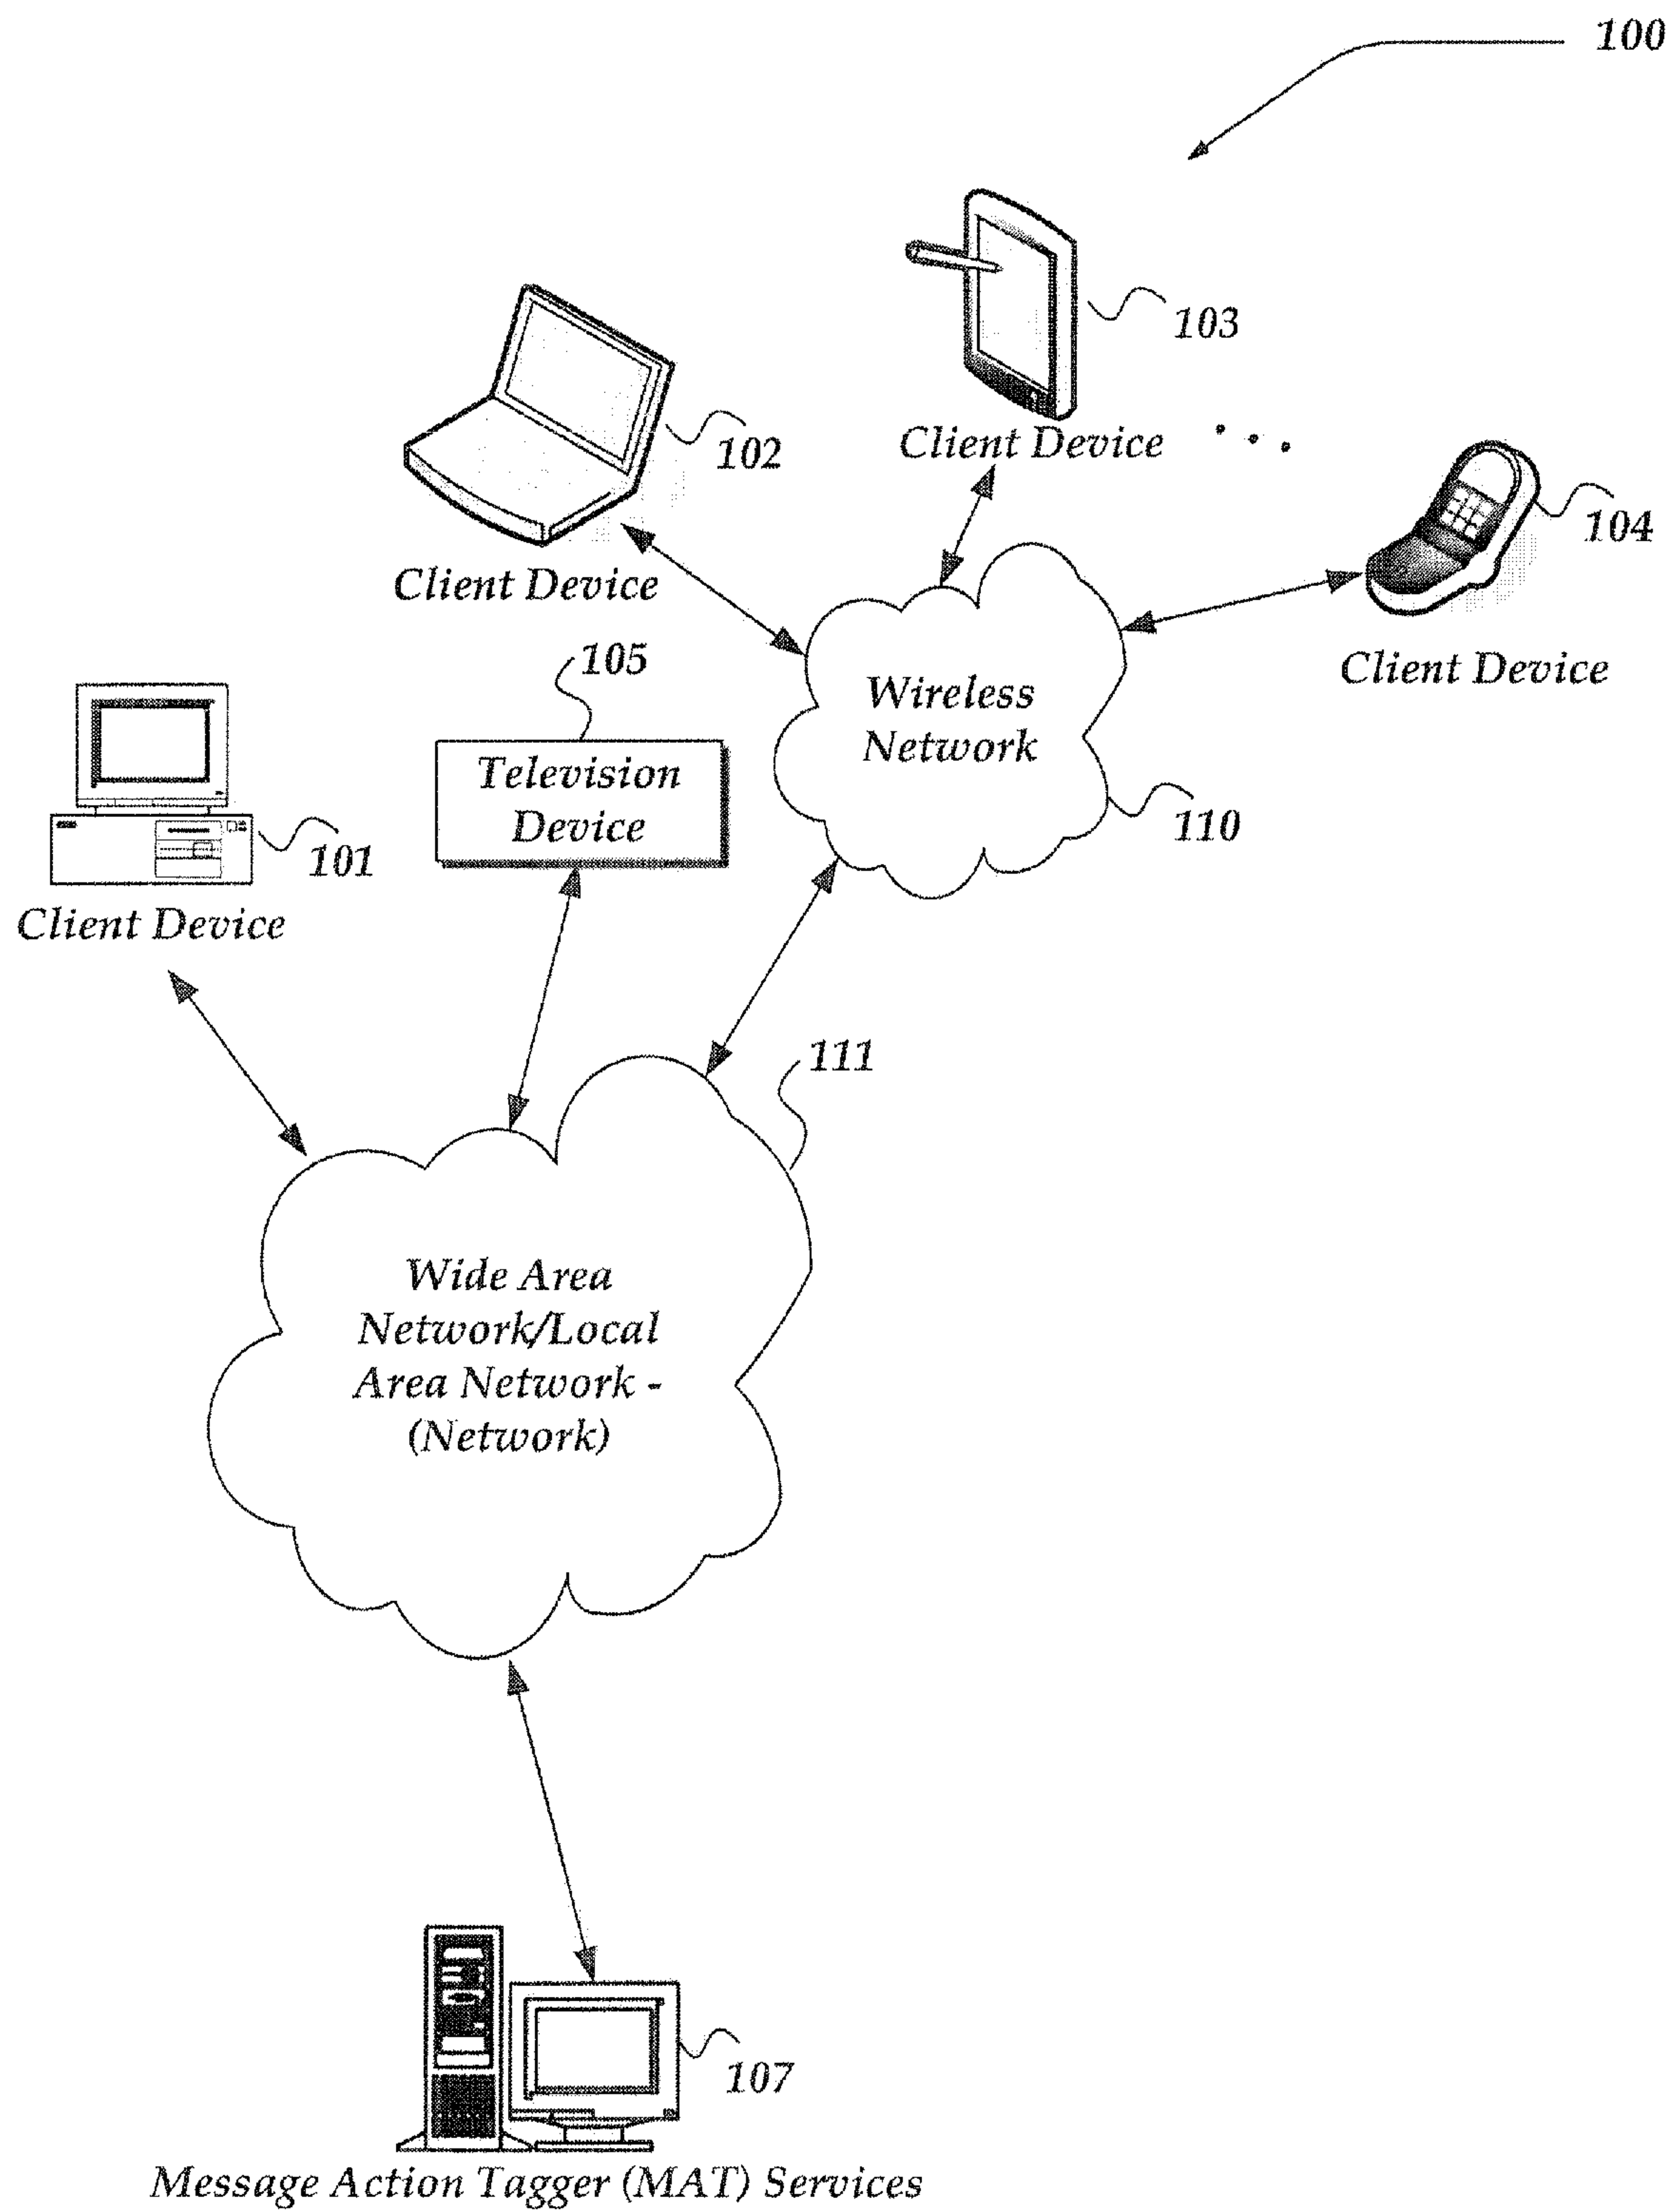 100
103
Client Device
102
Client Device
104
Client Device
105
Television
Device
Wireless
Network
110
101
Client Device
111
Wide Area
Network/Local
Area Network -
(Network)
107
Message Action Tagger (MAT) Services